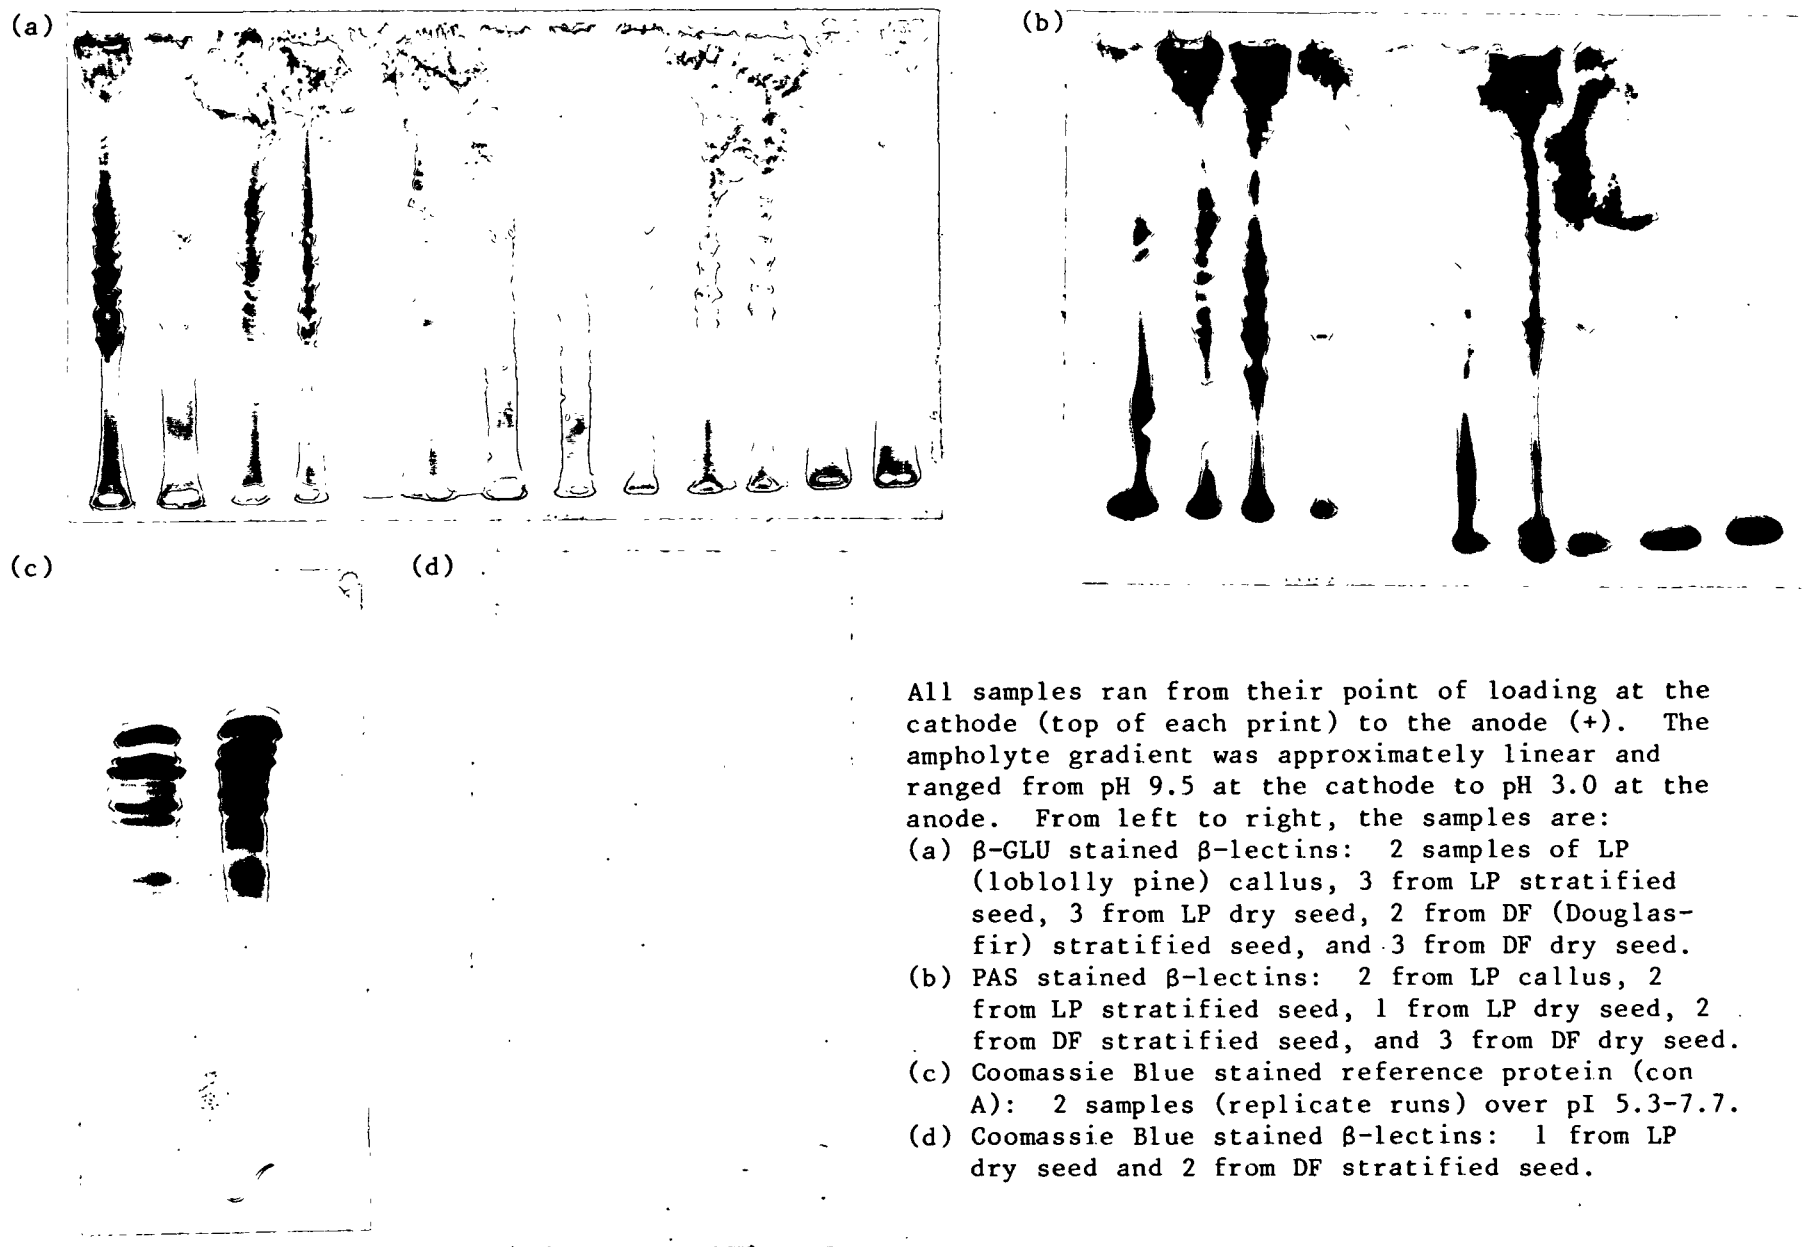 (a)
(b)
(c)
(d)
All samples ran from their point of loading at the
cathode (top of each print) to the anode (+). The
ampholyte gradient was approximately linear and
ranged from pH 9.5 at the cathode to pH 3.0 at the
anode. From left to right, the samples are:
(a) β-GLU stained β-lectins: 2 samples of LP
(loblolly pine) callus, 3 from LP stratified
seed, 3 from LP dry seed, 2 from DF (Douglas-
fir) stratified seed, and 3 from DF dry seed.
(b) PAS stained β-lectins: 2 from LP callus, 2
from LP stratified seed, 1 from LP dry seed, 2
from DF stratified seed, and 3 from DF dry seed.
(c) Coomassie Blue stained reference protein (con
A): 2 samples (replicate runs) over pI 5.3-7.7.
(d) Coomassie Blue stained β-lectins: 1 from LP
dry seed and 2 from DF stratified seed.